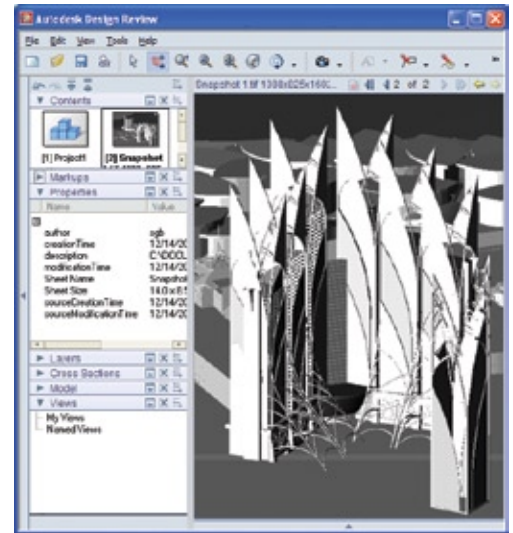 Autodesk Design Review
File Edit View Tools Help
Snapshot 1:tif 1388x825x16b... 2 of 2
Contents
[1] Project1 [2] Snapshot
Markups
Properties
Name Value
author sgb
creationTime 12/14/20
description C:\DOCU
modificationTime 12/14/20
Sheet Name Snapshot
Sheet Size 14.0 x 8.5
sourceCreationTime 12/14/20
sourceModificationTime 12/14/20
Layers
Cross Sections
Model
Views
My Views
Named Views